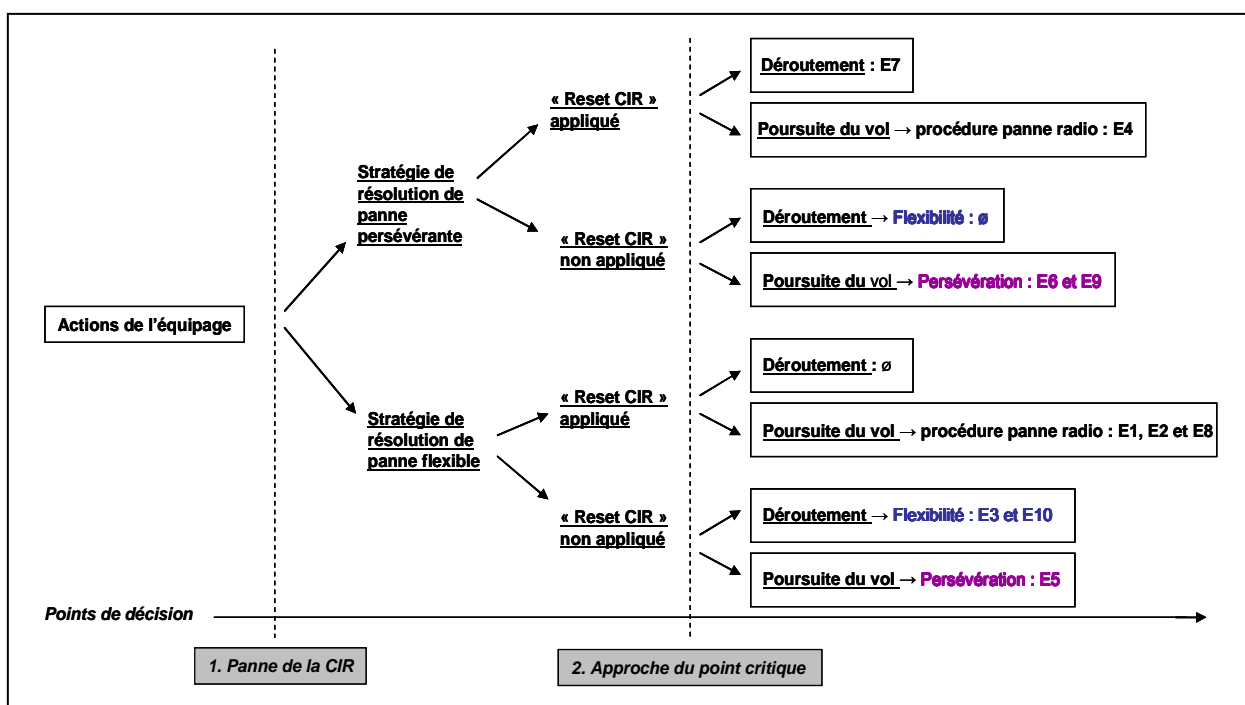 Déroutement : E7
« Reset CIR »
appliqué
Poursuite du vol → procédure panne radio : E4
Stratégie de
résolution de
panne
persévérante
Déroutement → Flexibilité : ø
« Reset CIR »
non appliqué
Poursuite du vol → Persévération : E6 et E9
Actions de l'équipage
Déroutement : ø
« Reset CIR »
appliqué
Poursuite du vol → procédure panne radio : E1, E2 et E8
Stratégie de
résolution de
panne flexible
Déroutement → Flexibilité : E3 et E10
« Reset CIR »
non appliqué
Poursuite du vol → Persévération : E5
Points de décision
1. Panne de la CIR
2. Approche du point critique